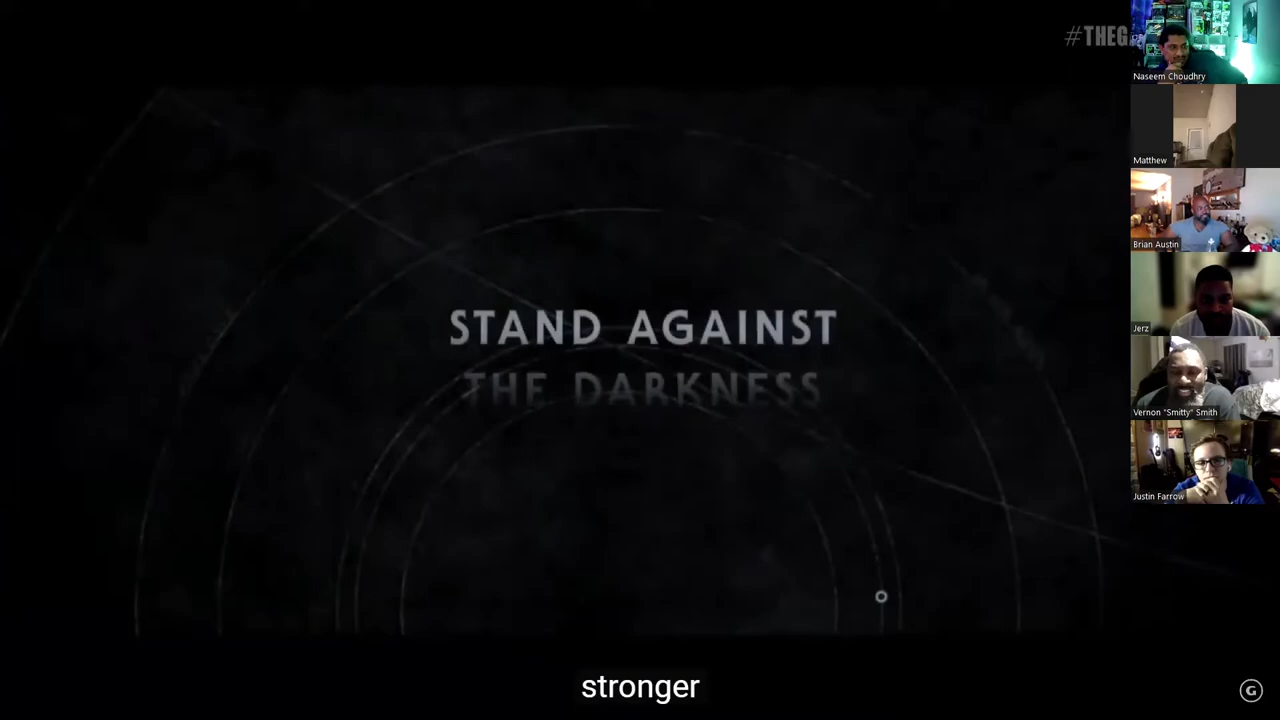 #THEG
Naseem Choudhry
Matthew
Brian Austin
STAND AGAINST
Jerz
THE DARKNESS
Vernon "Smitty" Smith
Justin Farrow
stronger
G